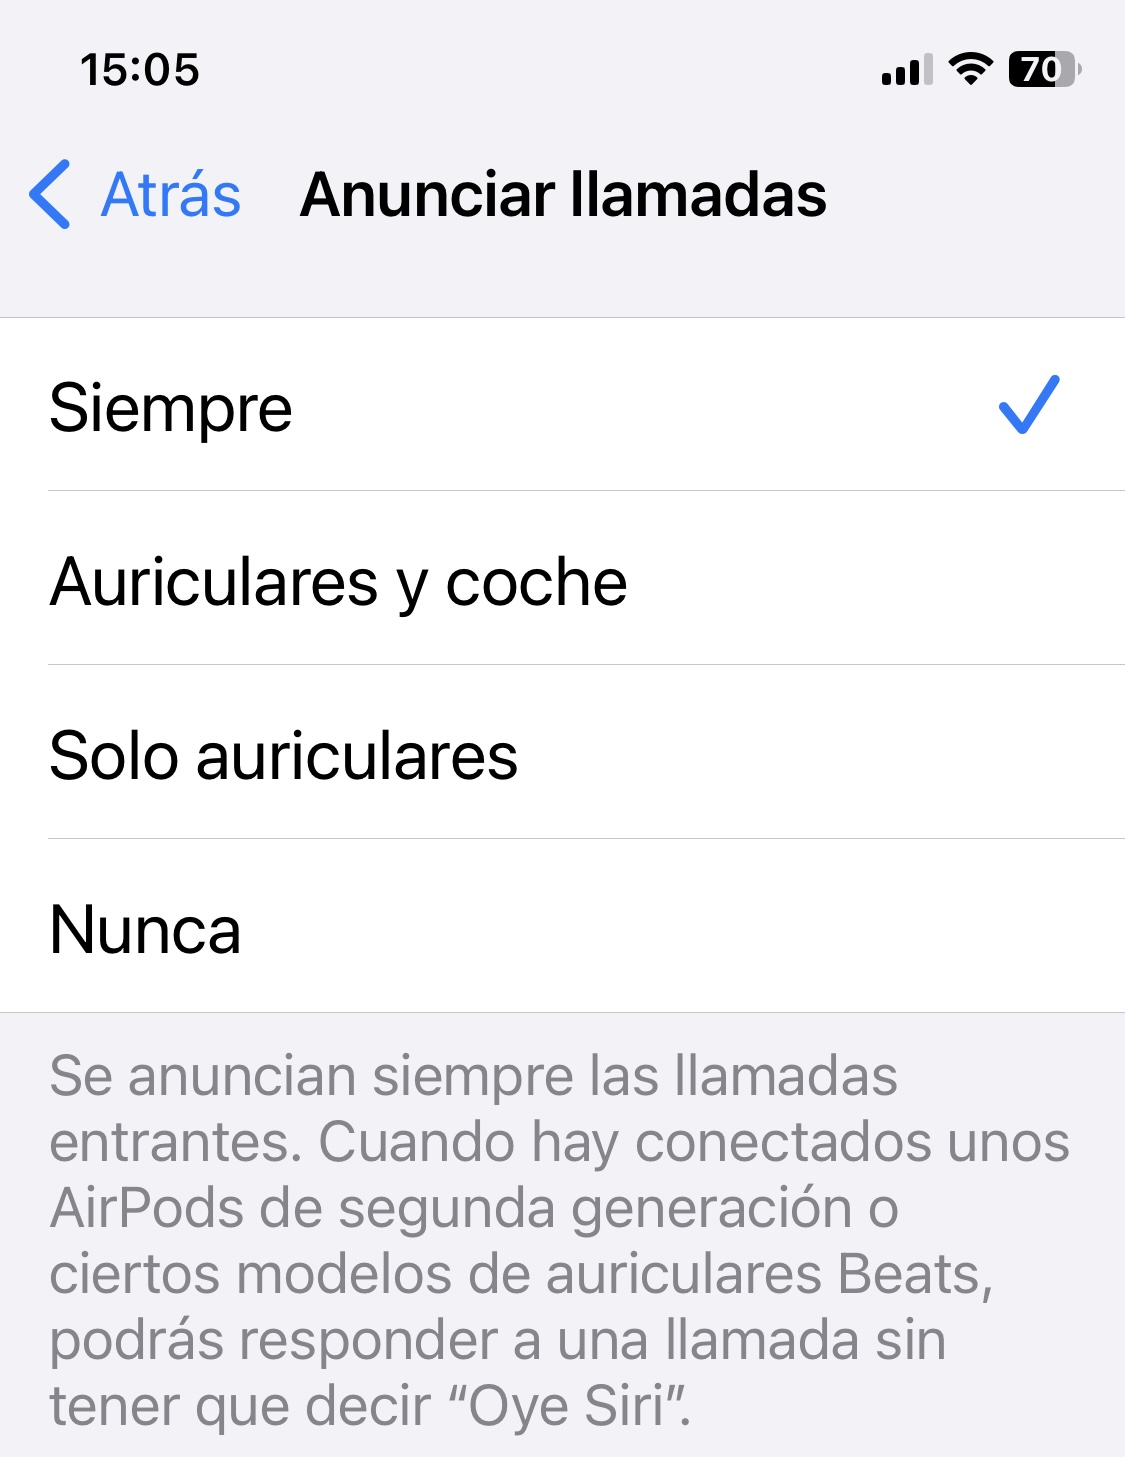 15:05
70
Atrás
Anunciar llamadas
Siempre
Auriculares y coche
Solo auriculares
Nunca
Se anuncian siempre las llamadas
entrantes. Cuando hay conectados unos
AirPods de segunda generación o
ciertos modelos de auriculares Beats,
podrás responder a una llamada sin
tener que decir “Oye Siri”.